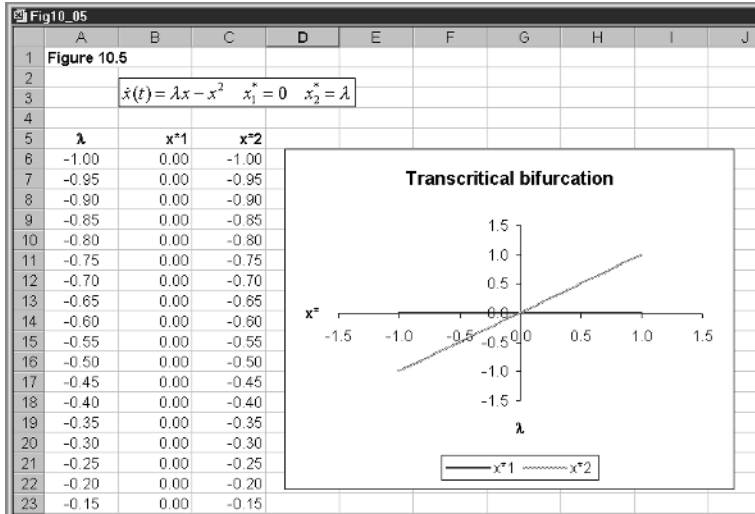 Fig10_05
A B C D E F G H I J
1 Figure 10.5
2
3 ẋ(t) = λx − x² x₁* = 0 x₂* = λ
4
5 λ x*1 x*2
6 -1.00 0.00 -1.00
7 -0.95 0.00 -0.95
8 -0.90 0.00 -0.90
9 -0.85 0.00 -0.85
10 -0.80 0.00 -0.80
11 -0.75 0.00 -0.75
12 -0.70 0.00 -0.70
13 -0.65 0.00 -0.65
14 -0.60 0.00 -0.60
15 -0.55 0.00 -0.55
16 -0.50 0.00 -0.50
17 -0.45 0.00 -0.45
18 -0.40 0.00 -0.40
19 -0.35 0.00 -0.35
20 -0.30 0.00 -0.30
21 -0.25 0.00 -0.25
22 -0.20 0.00 -0.20
23 -0.15 0.00 -0.15
Transcritical bifurcation
1.5
1.0
0.5
0.0
-0.5
-1.0
-1.5
x*
-1.5 -1.0 -0.5 0.0 0.5 1.0 1.5
λ
x*1 x*2